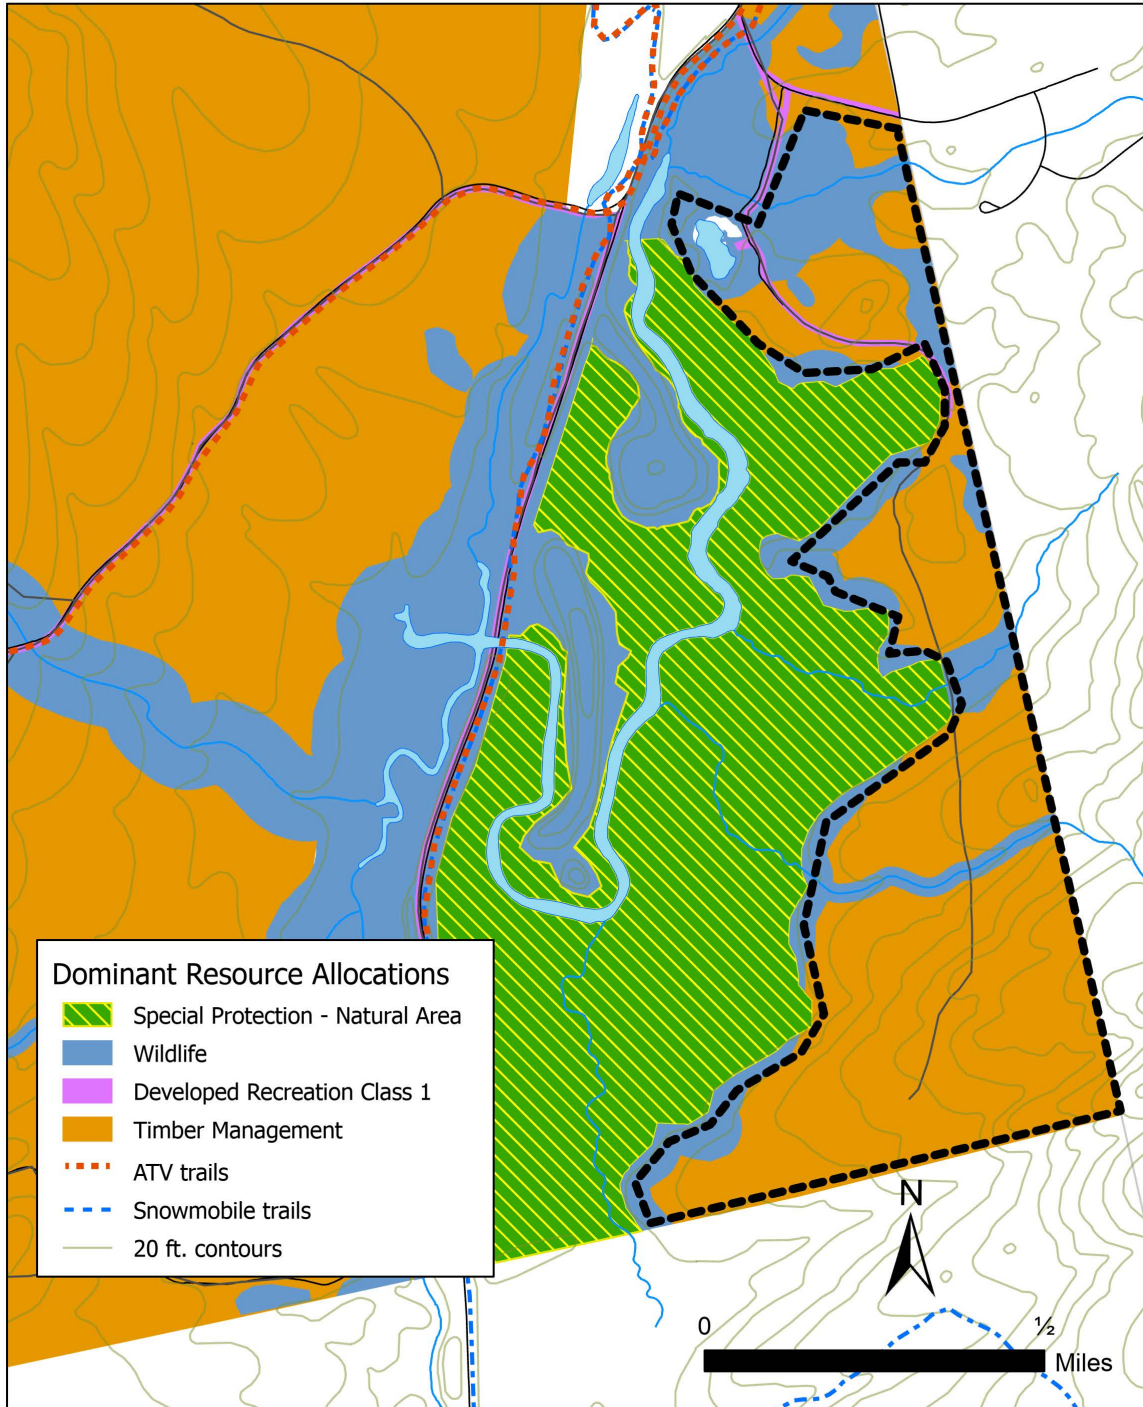 Dominant Resource Allocations
Special Protection - Natural Area
Wildlife
Developed Recreation Class 1
Timber Management
ATV trails
Snowmobile trails
20 ft. contours
N
0 ½
Miles